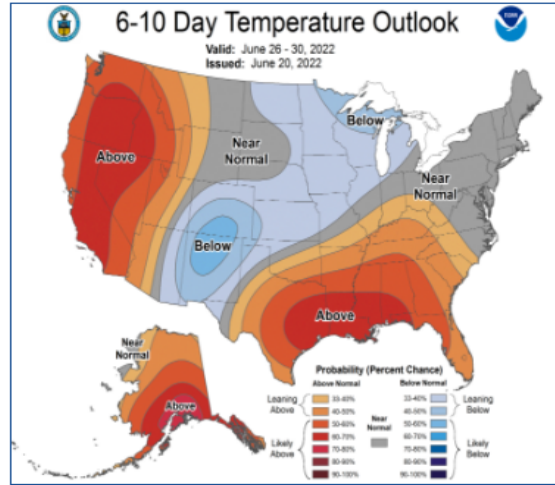 6-10 Day Temperature Outlook
Valid: June 26 - 30, 2022
Issued: June 20, 2022
Above
Near
Normal
Below
Near
Normal
Below
Above
Near
Normal
Above
Probability (Percent Chance)
Above Normal
Below Normal
Leaning
Above
Likely
Above
33-40%
40-50%
50-60%
60-70%
70-80%
80-90%
90-100%
Near
Normal
33-40%
40-50%
50-60%
60-70%
70-80%
80-90%
90-100%
Leaning
Below
Likely
Below